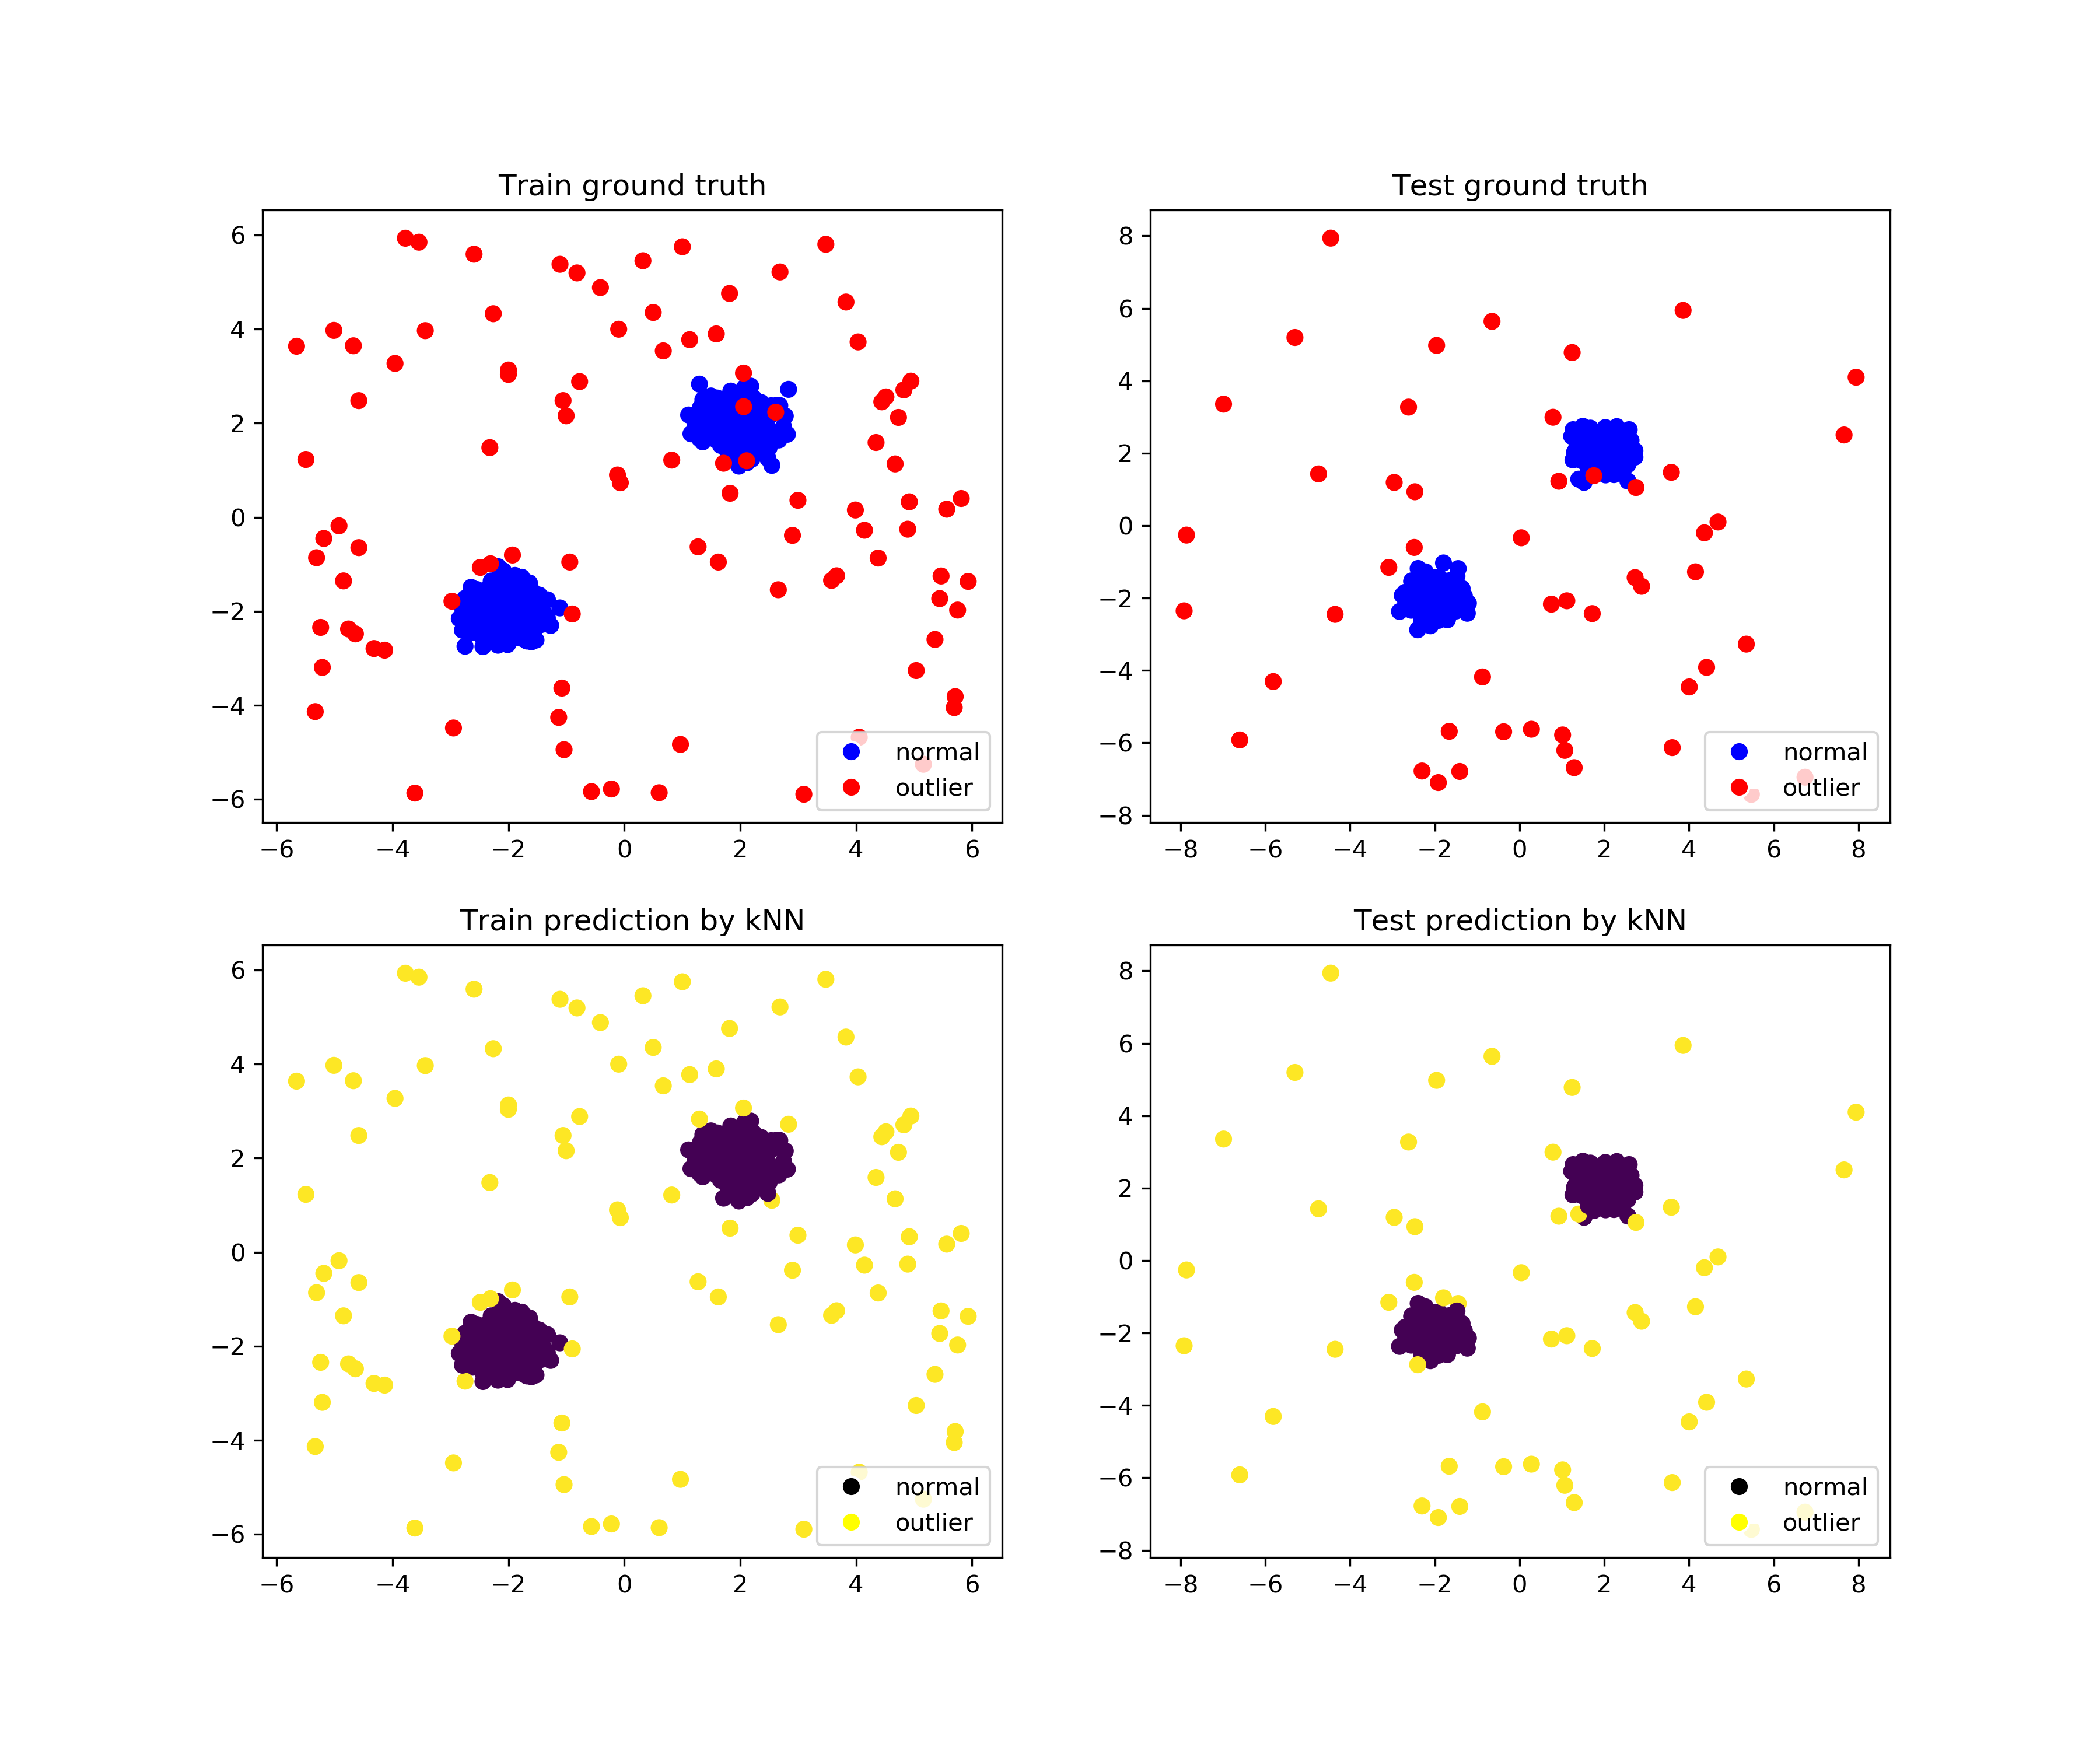 Train ground truth
6
4
2
0
−2
−4
−6
−6 −4 −2 0 2 4 6
normal
outlier
Test ground truth
8
6
4
2
0
−2
−4
−6
−8
−8 −6 −4 −2 0 2 4 6 8
normal
outlier
Train prediction by kNN
6
4
2
0
−2
−4
−6
−6 −4 −2 0 2 4 6
normal
outlier
Test prediction by kNN
8
6
4
2
0
−2
−4
−6
−8
−8 −6 −4 −2 0 2 4 6 8
normal
outlier